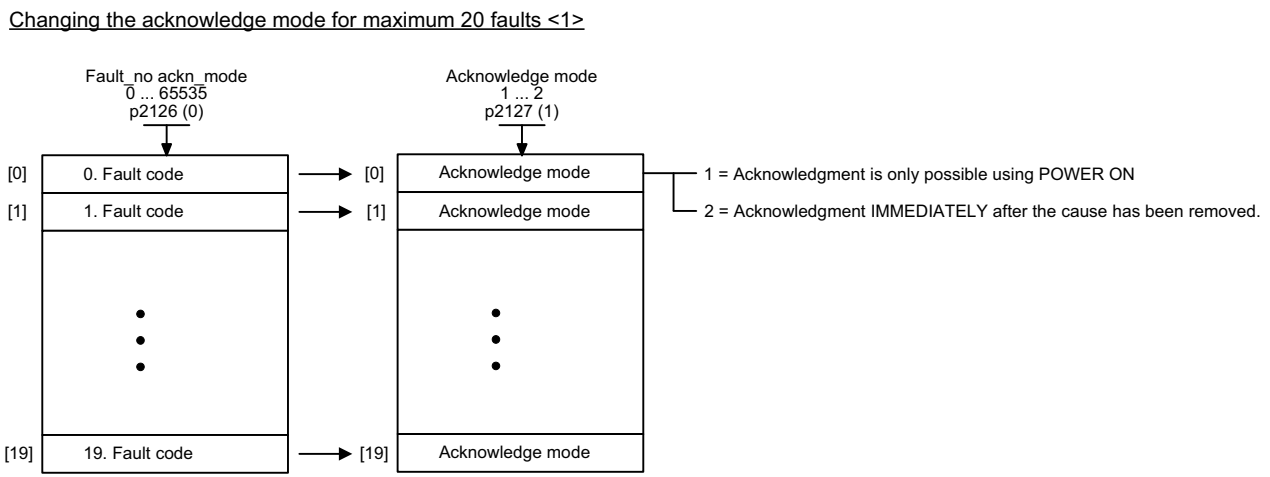 Changing the acknowledge mode for maximum 20 faults <1>
Fault_no ackn_mode
0 ... 65535
p2126 (0)
Acknowledge mode
1 ... 2
p2127 (1)
[0] 0. Fault code [0] Acknowledge mode 1 = Acknowledgment is only possible using POWER ON
[1] 1. Fault code [1] Acknowledge mode 2 = Acknowledgment IMMEDIATELY after the cause has been removed.
[19] 19. Fault code [19] Acknowledge mode